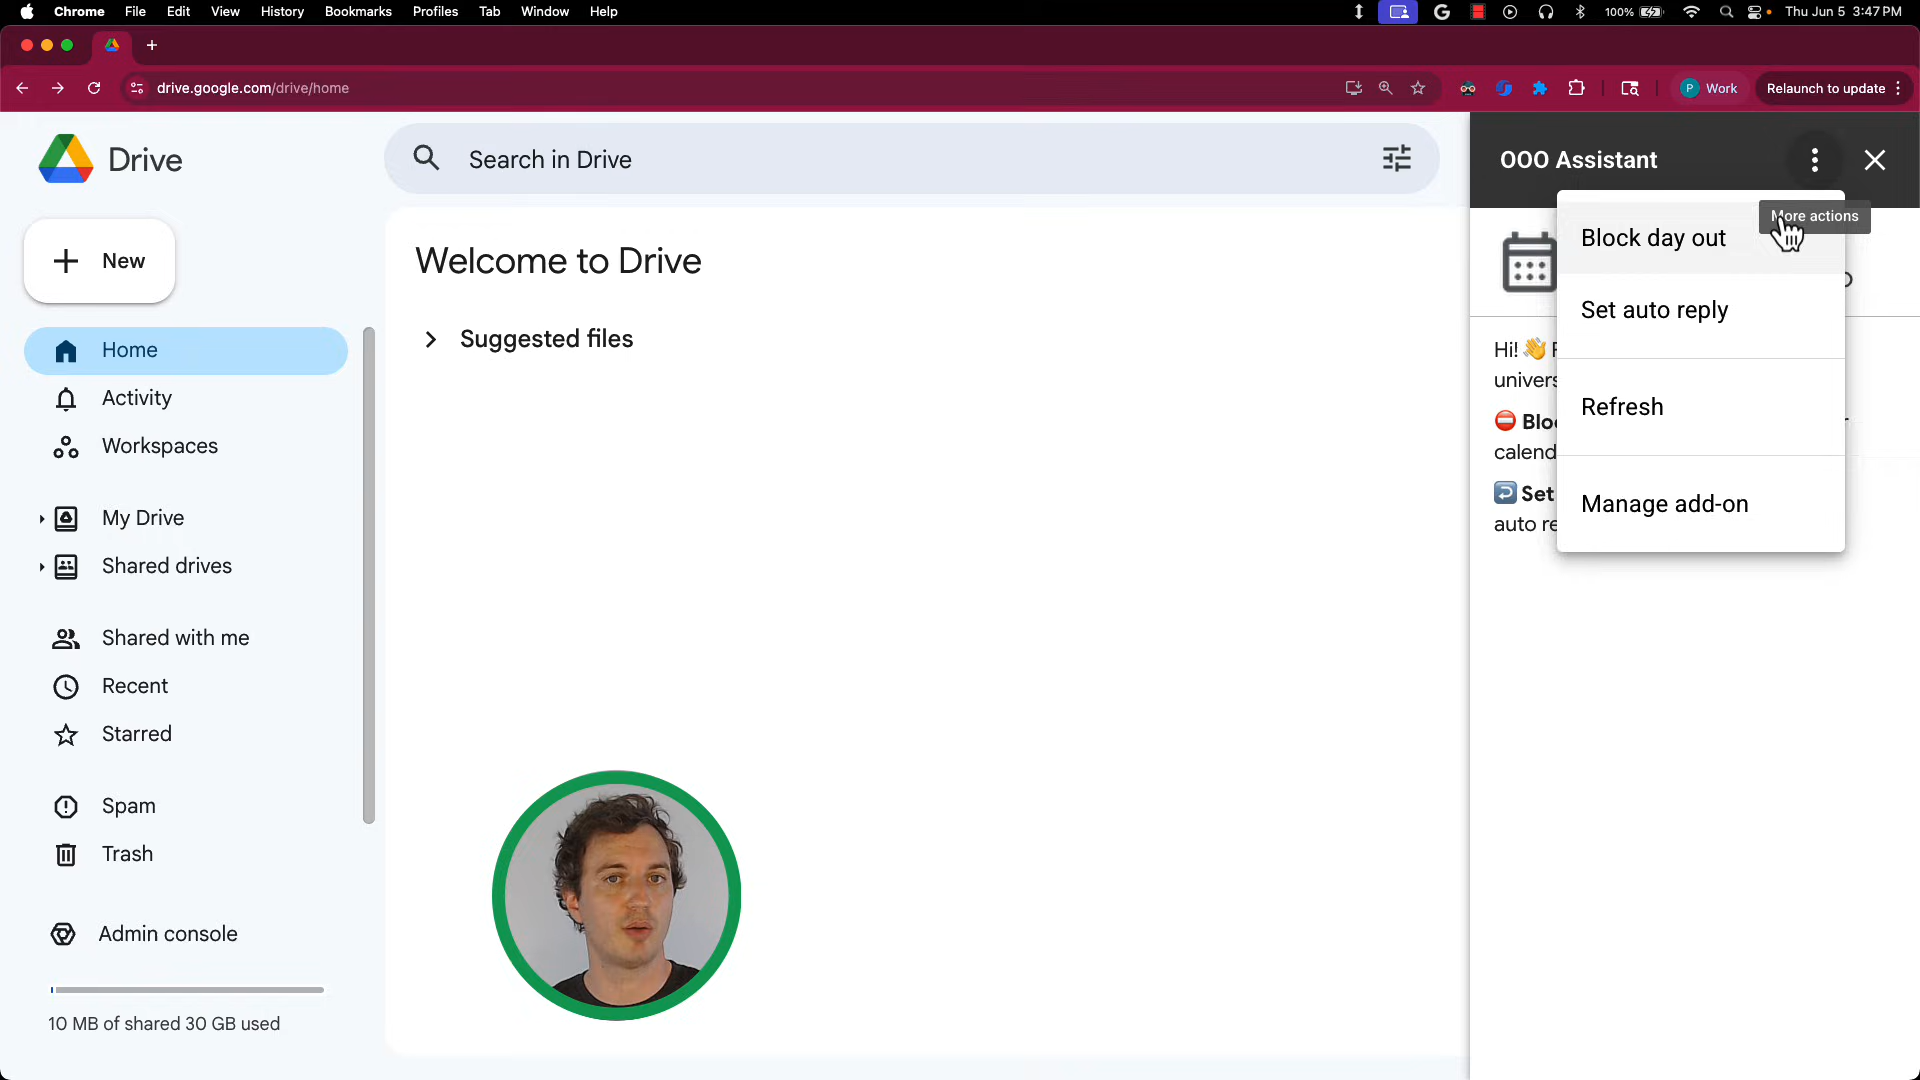 Chrome File Edit View History Bookmarks Profiles Tab Window Help
100% Thu Jun 5 3:47 PM
drive.google.com/drive/home
P Work
Relaunch to update
Drive
Search in Drive
OOO Assistant
More actions
New
Welcome to Drive
Block day out
Suggested files
Set auto reply
Refresh
Manage add-on
Hi! 👋
univers
⛔ Blo
calend
Set
auto re
Home
Activity
Workspaces
My Drive
Shared drives
Shared with me
Recent
Starred
Spam
Trash
Admin console
10 MB of shared 30 GB used